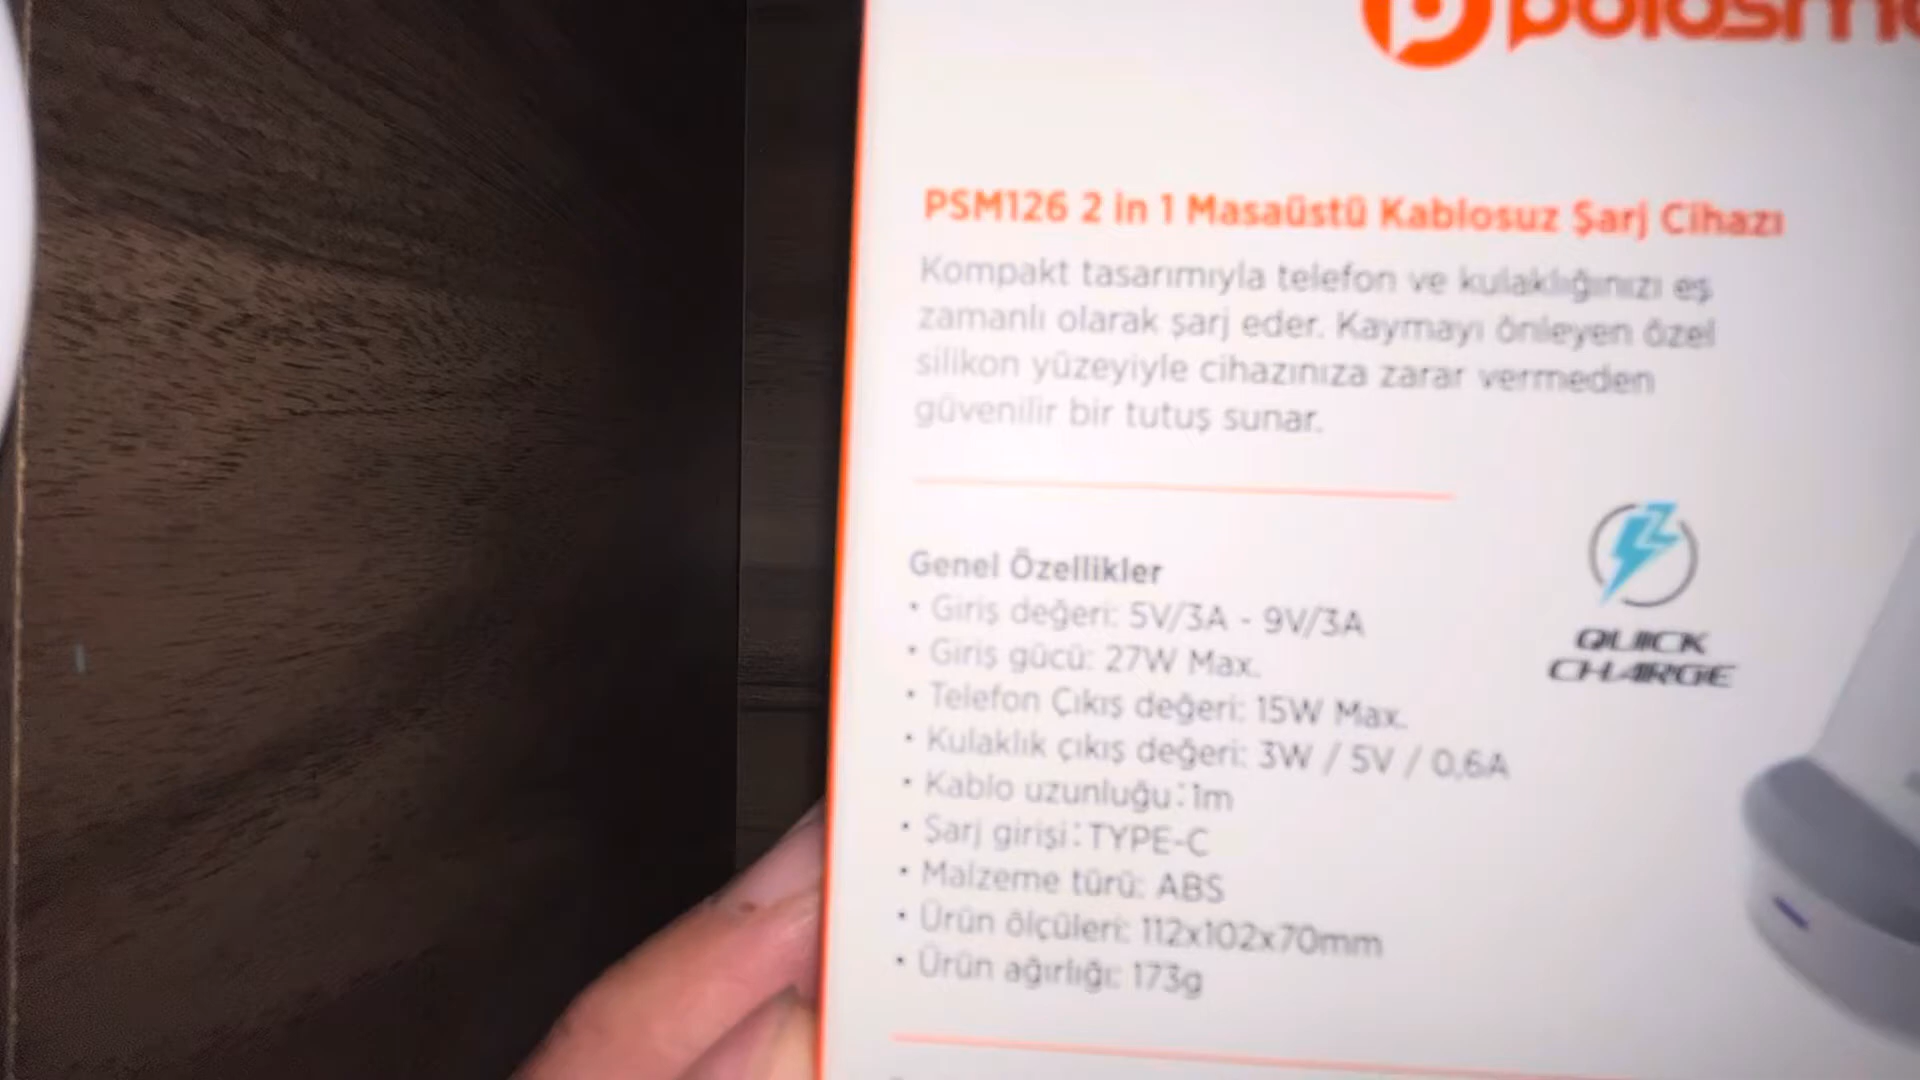 PSM126 2 in 1 Masaüstü Kablosuz Şarj Cihazı
Kompakt tasarımıyla telefon ve kulaklığınızı eş
zamanlı olarak şarj eder. Kaymayı önleyen özel
silikon yüzeyiyle cihazınıza zarar vermeden
güvenilir bir tutuş sunar.
Genel Özellikler
• Giriş değeri: 5V/3A - 9V/3A
• Giriş gücü: 27W Max.
• Telefon Çıkış değeri: 15W Max.
• Kulaklık çıkış değeri: 3W / 5V / 0,6A
• Kablo uzunluğu: 1m
• Şarj girişi: TYPE-C
• Malzeme türü: ABS
• Ürün ölçüleri: 112x102x70mm
• Ürün ağırlığı: 173g
QUICK
CHARGE